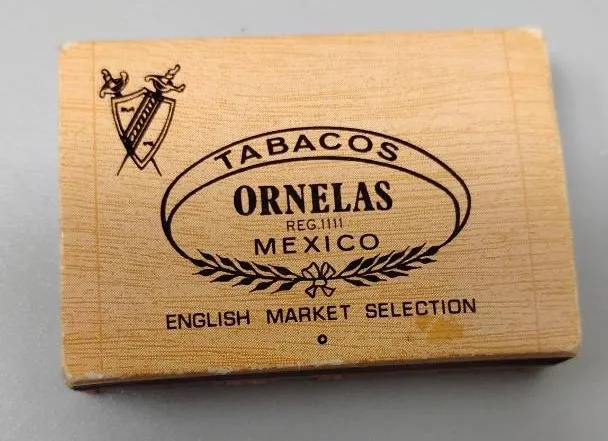 TABACOS
ORNELAS
REG.1111
MEXICO
ENGLISH MARKET SELECTION